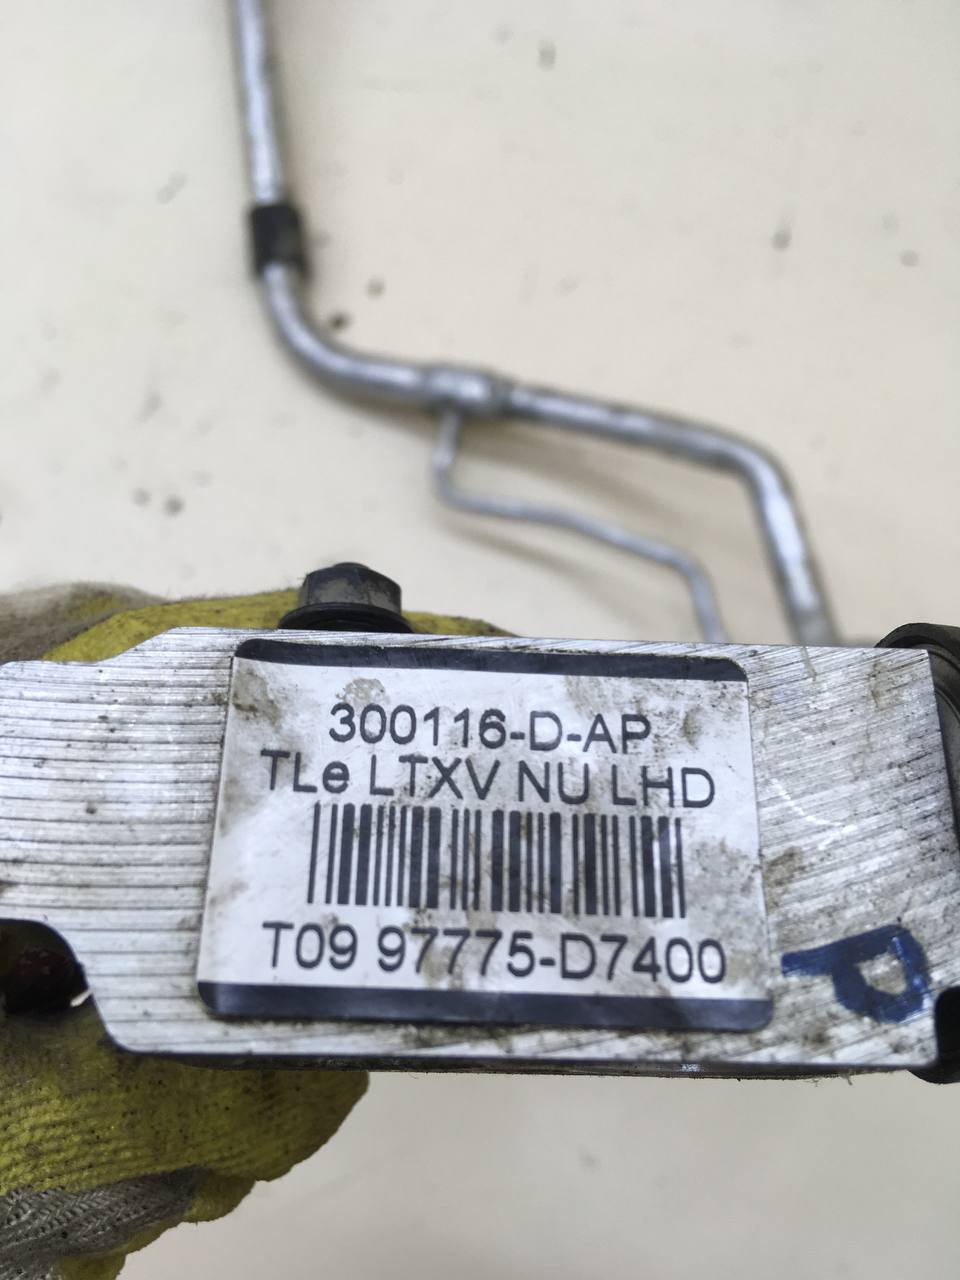 300116-D-AP
TLe LTXV NU LHD
T09 97775-D7400
P